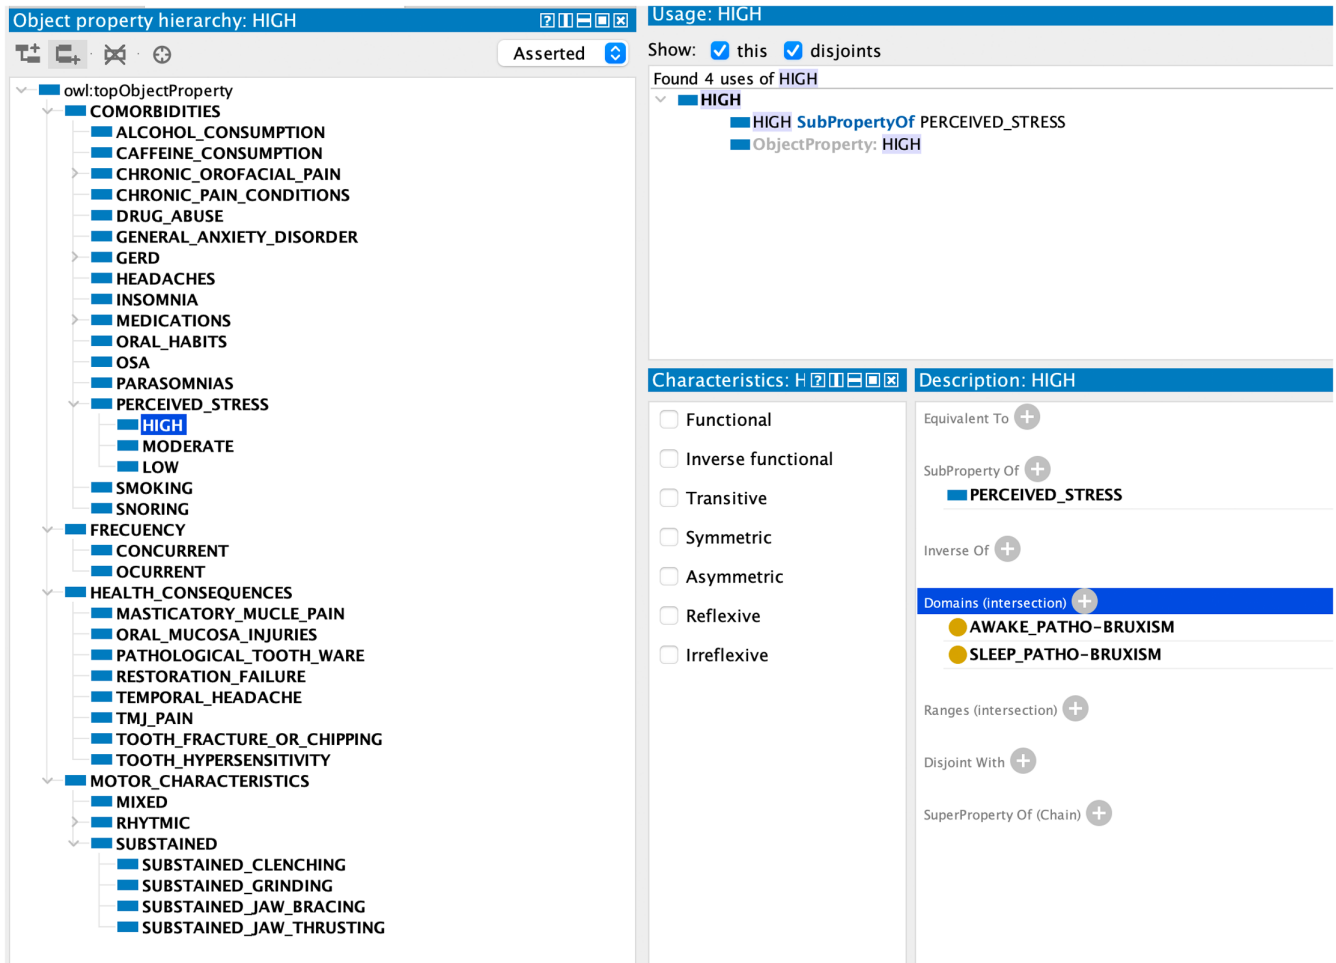 Object property hierarchy: HIGH
Asserted
owl:topObjectProperty
COMORBIDITIES
ALCOHOL_CONSUMPTION
CAFFEINE_CONSUMPTION
CHRONIC_OROFACIAL_PAIN
CHRONIC_PAIN_CONDITIONS
DRUG_ABUSE
GENERAL_ANXIETY_DISORDER
GERD
HEADACHES
INSOMNIA
MEDICATIONS
ORAL_HABITS
OSA
PARASOMNIAS
PERCEIVED_STRESS
HIGH
MODERATE
LOW
SMOKING
SNORING
FRECUENCY
CONCURRENT
OCURRENT
HEALTH_CONSEQUENCES
MASTICATORY_MUCLE_PAIN
ORAL_MUCOSA_INJURIES
PATHOLOGICAL_TOOTH_WARE
RESTORATION_FAILURE
TEMPORAL_HEADACHE
TMJ_PAIN
TOOTH_FRACTURE_OR_CHIPPING
TOOTH_HYPERSENSITIVITY
MOTOR_CHARACTERISTICS
MIXED
RHYTMIC
SUBSTAINED
SUBSTAINED_CLENCHING
SUBSTAINED_GRINDING
SUBSTAINED_JAW_BRACING
SUBSTAINED_JAW_THRUSTING
Usage: HIGH
Show: this disjoints
Found 4 uses of HIGH
HIGH
HIGH SubPropertyOf PERCEIVED_STRESS
ObjectProperty: HIGH
Characteristics: H
Functional
Inverse functional
Transitive
Symmetric
Asymmetric
Reflexive
Irreflexive
Description: HIGH
Equivalent To
SubProperty Of
PERCEIVED_STRESS
Inverse Of
Domains (intersection)
AWAKE_PATHO-BRUXISM
SLEEP_PATHO-BRUXISM
Ranges (intersection)
Disjoint With
SuperProperty Of (Chain)